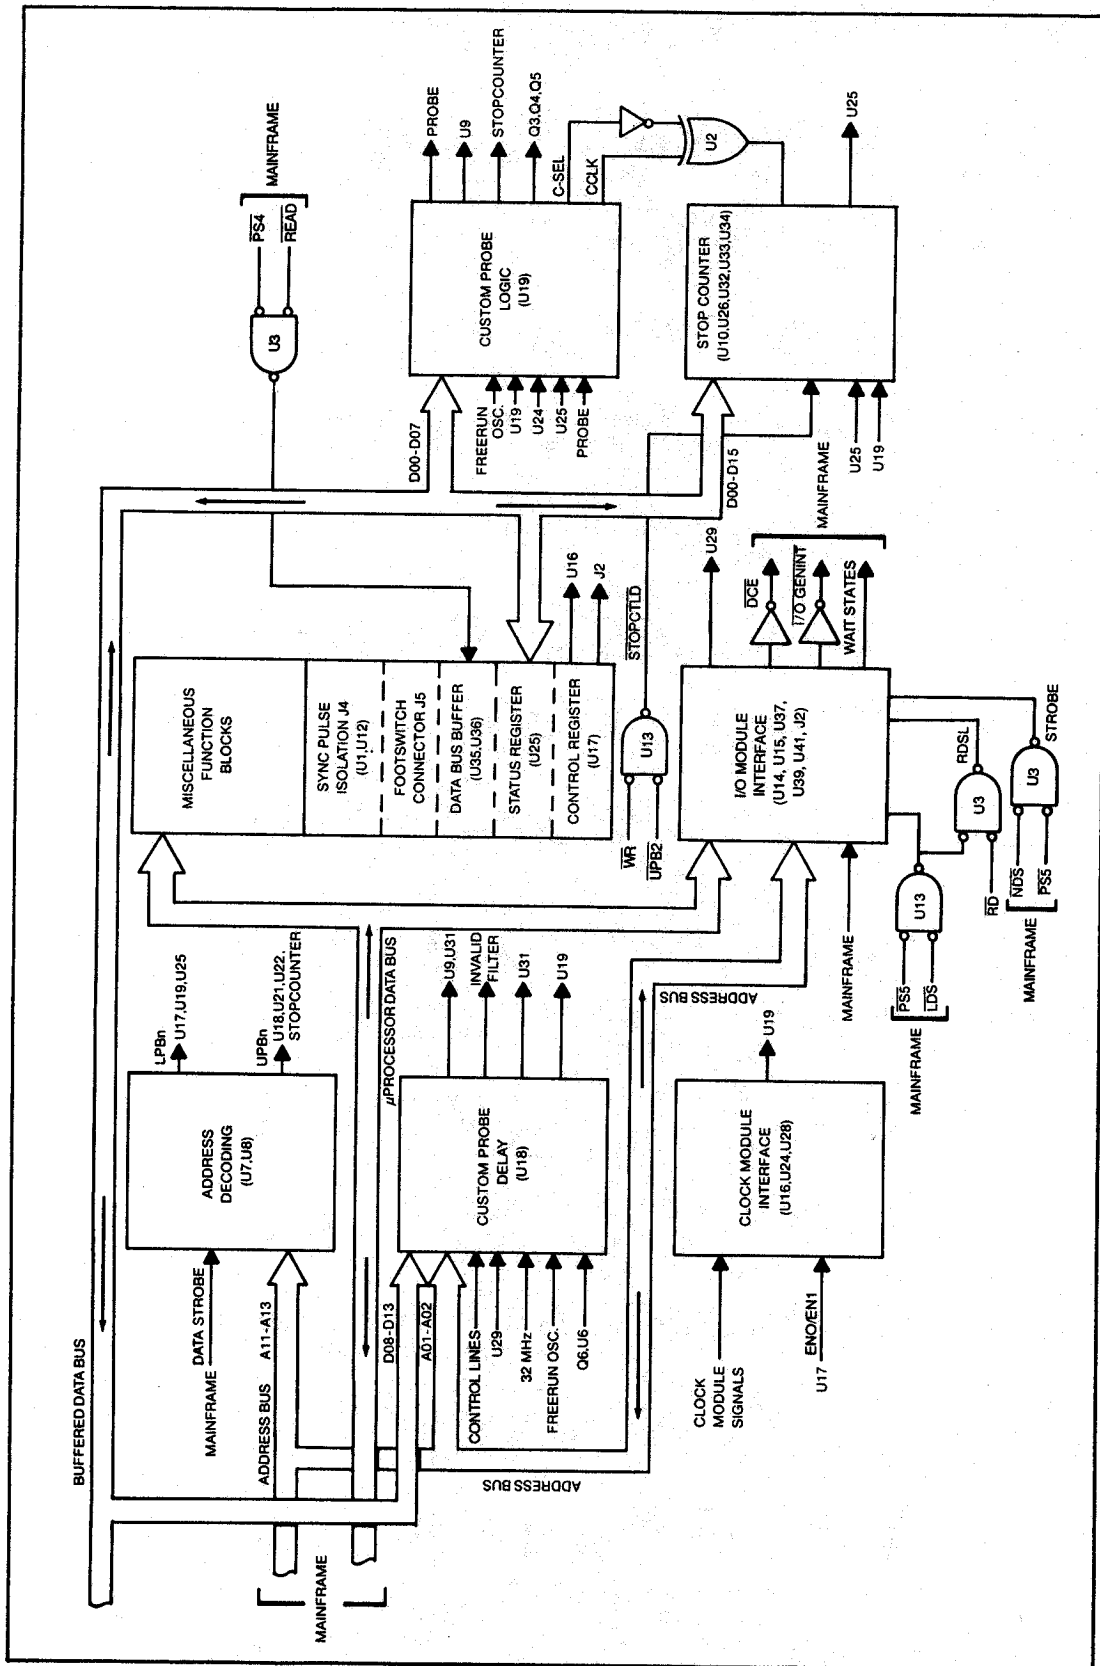 BUFFERED DATA BUS
MAINFRAME
DATA STROBE
ADDRESS BUS
A11-A13
MAINFRAME
ADDRESS
DECODING
(U7,U8)
LPBn
U17,U19,U25
UPBn
U18,U21,U22,
STOPCOUNTER
µPROCESSOR DATA BUS
D08-D13
A01-A02
CONTROL LINES
U29
32 MHz
FREERUN OSC.
Q6,U6
CUSTOM PROBE
DELAY
(U18)
U9,U31
INVALID
FILTER
U31
U19
ADDRESS BUS
ADDRESS BUS
CLOCK
MODULE
SIGNALS
U17
EN0/EN1
CLOCK MODULE
INTERFACE
(U16,U24,U28)
U19
MISCELLANEOUS
FUNCTION
BLOCKS
SYNC PULSE
ISOLATION J4
(U1,U12)
FOOTSWITCH
CONNECTOR J5
DATA BUS BUFFER
(U35,U36)
STATUS REGISTER
(U25)
CONTROL REGISTER
(U17)
U16
J2
WR
UPB2
U13
STOPCTLD
I/O MODULE
INTERFACE
(U14, U15, U37,
U39, U41, J2)
MAINFRAME
U29
DCE
I/O GENINT
WAIT STATES
MAINFRAME
PS5
LDS
MAINFRAME
U13
RD
U3
RDSL
NDS
PS5
MAINFRAME
U3
STROBE
PS4
READ
MAINFRAME
U3
D00-D07
FREERUN
OSC.
U19
U24
U25
PROBE
CUSTOM PROBE
LOGIC
(U19)
PROBE
U9
STOPCOUNTER
Q3,Q4,Q5
C-SEL
CCLK
U2
D00-D15
U25
U19
STOP COUNTER
(U10,U26,U32,U33,U34)
U25